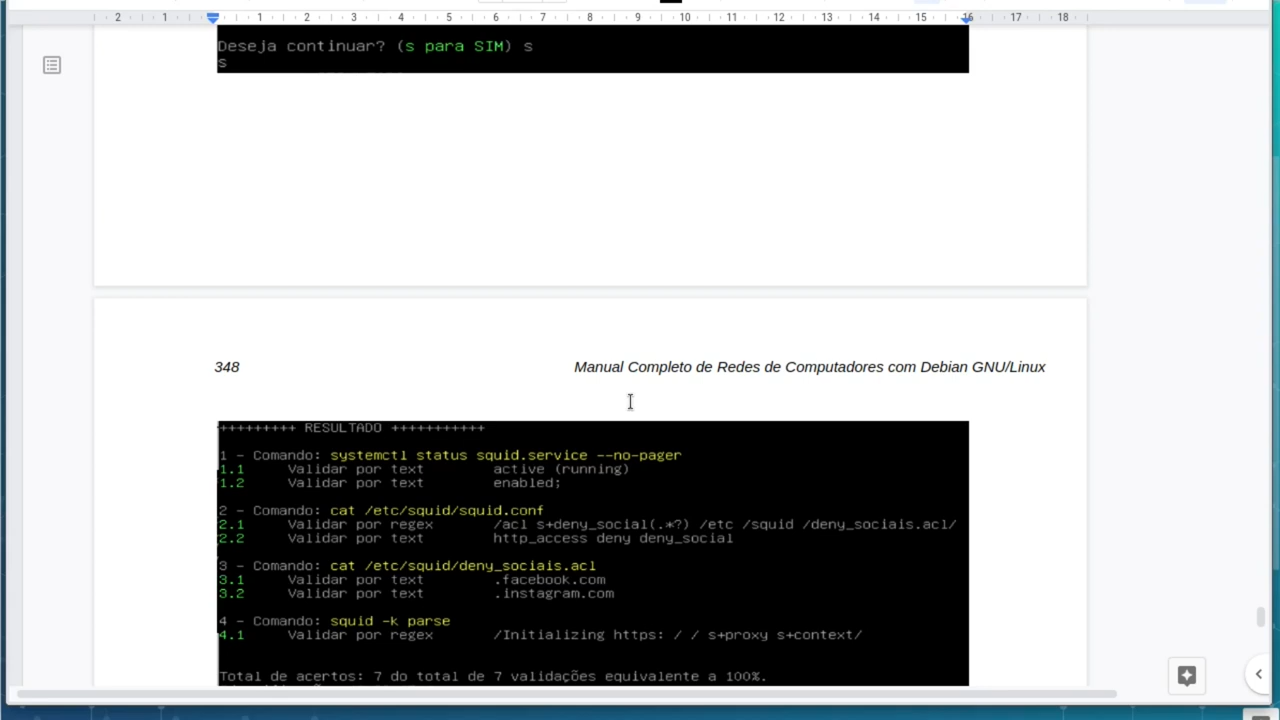 2 1 1 2 3 4 5 6 7 8 9 10 11 12 13 14 15 16 17 18
Deseja continuar? (s para SIM) s
s
348 Manual Completo de Redes de Computadores com Debian GNU/Linux
+++++++++ RESULTADO +++++++++++
1 - Comando: systemctl status squid.service --no-pager
1.1 Validar por text active (running)
1.2 Validar por text enabled;
2 - Comando: cat /etc/squid/squid.conf
2.1 Validar por regex /acl s+deny_social(.*?) /etc /squid /deny_sociais.acl/
2.2 Validar por text http_access deny deny_social
3 - Comando: cat /etc/squid/deny_sociais.acl
3.1 Validar por text .facebook.com
3.2 Validar por text .instagram.com
4 - Comando: squid -k parse
4.1 Validar por regex /Initializing https: / / s+proxy s+context/
Total de acertos: 7 do total de 7 validações equivalente a 100%.